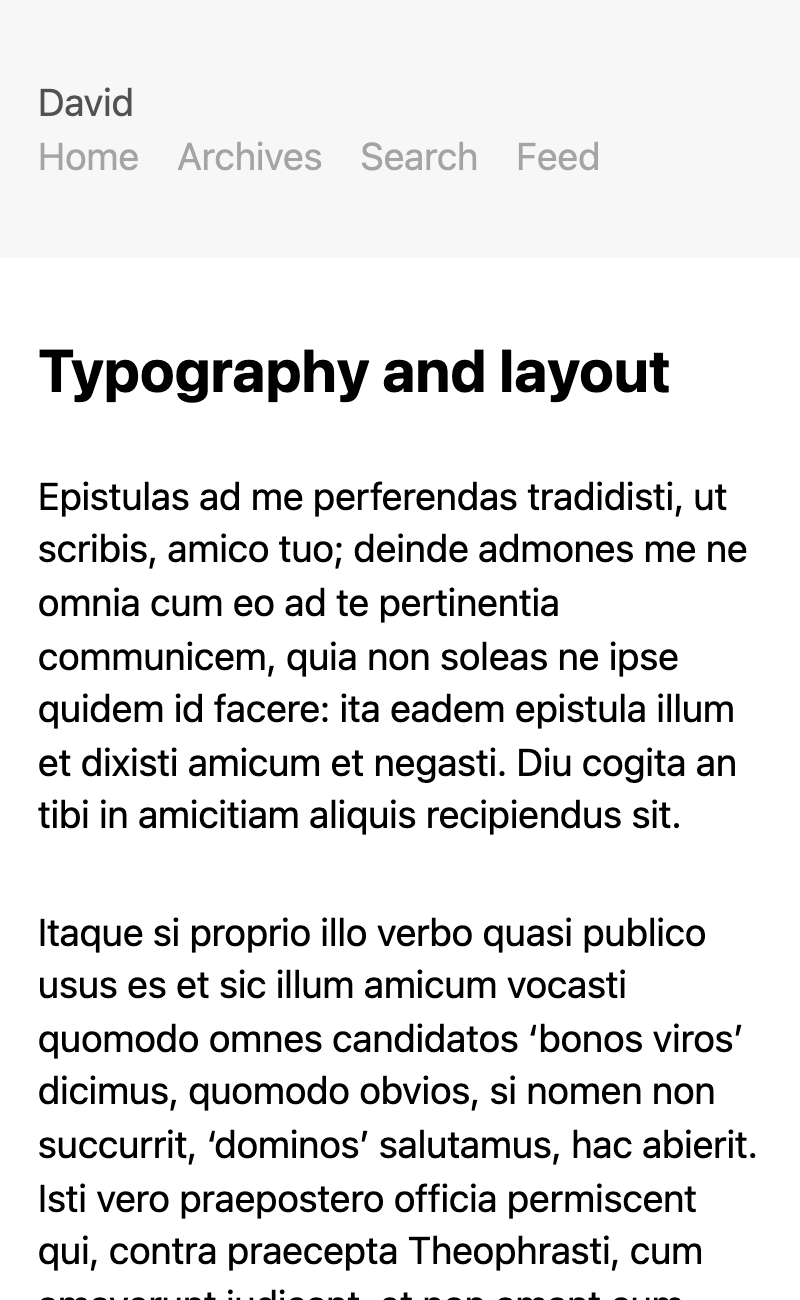 David
Home Archives Search Feed
Typography and layout
Epistulas ad me perferendas tradidisti, ut
scribis, amico tuo; deinde admones me ne
omnia cum eo ad te pertinentia
communicem, quia non soleas ne ipse
quidem id facere: ita eadem epistula illum
et dixisti amicum et negasti. Diu cogita an
tibi in amicitiam aliquis recipiendus sit.
Itaque si proprio illo verbo quasi publico
usus es et sic illum amicum vocasti
quomodo omnes candidatos ‘bonos viros’
dicimus, quomodo obvios, si nomen non
succurrit, ‘dominos’ salutamus, hac abierit.
Isti vero praepostero officia permiscent
qui, contra praecepta Theophrasti, cum